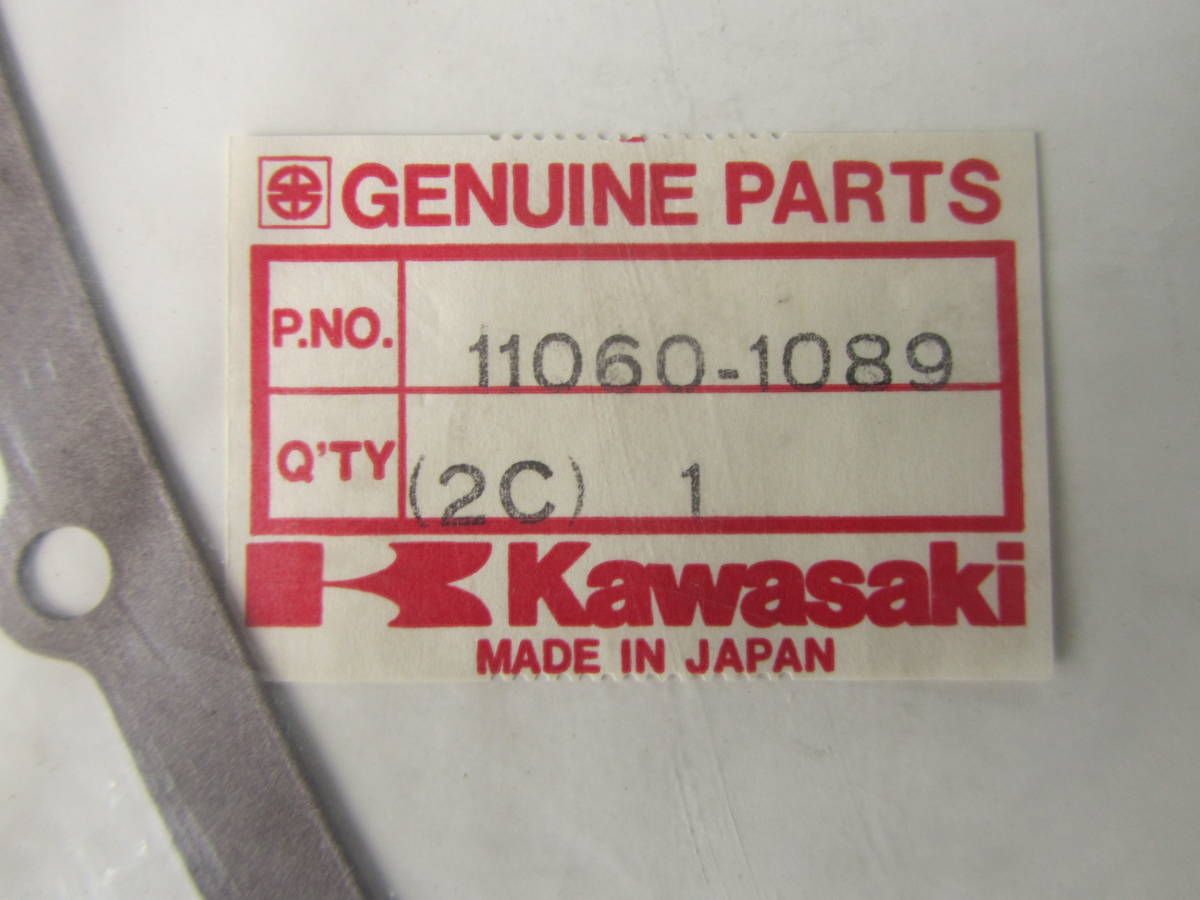 GENUINE PARTS
P.NO. 11060-1089
Q'TY (2C) 1
Kawasaki
MADE IN JAPAN